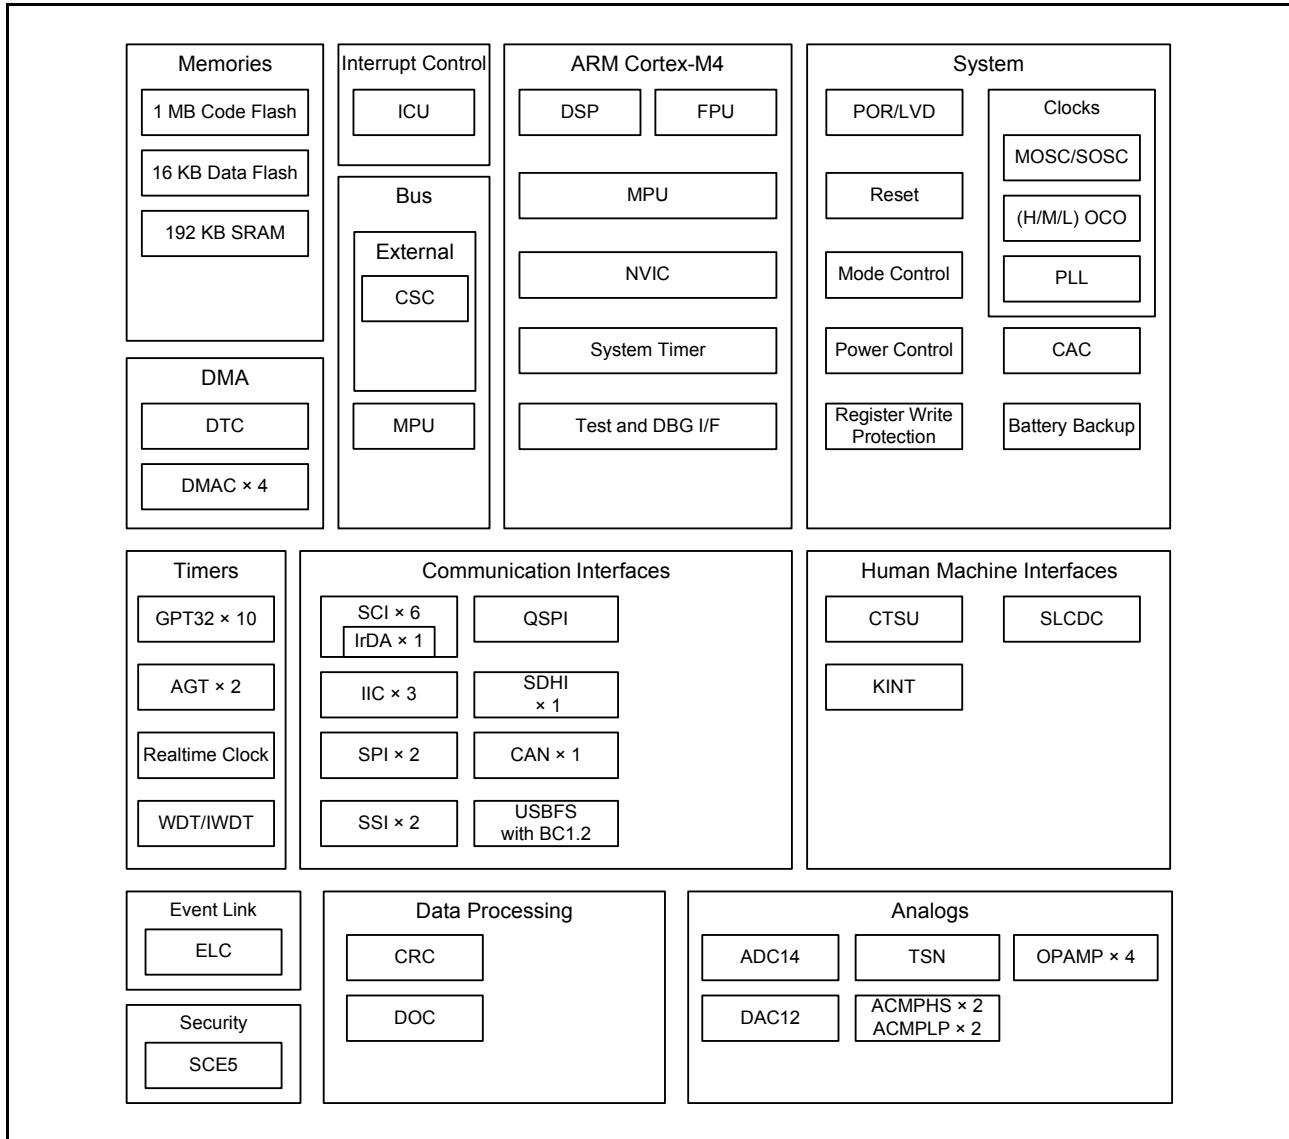 Memories
1 MB Code Flash
16 KB Data Flash
192 KB SRAM
DMA
DTC
DMAC × 4
Interrupt Control
ICU
Bus
External
CSC
MPU
ARM Cortex-M4
DSP
FPU
MPU
NVIC
System Timer
Test and DBG I/F
System
POR/LVD
Reset
Mode Control
Power Control
Register Write
Protection
Clocks
MOSC/SOSC
(H/M/L) OCO
PLL
CAC
Battery Backup
Timers
GPT32 × 10
AGT × 2
Realtime Clock
WDT/IWDT
Communication Interfaces
SCI × 6
IrDA × 1
IIC × 3
SPI × 2
SSI × 2
QSPI
SDHI
× 1
CAN × 1
USBFS
with BC1.2
Human Machine Interfaces
CTSU
SLCDC
KINT
Event Link
ELC
Security
SCE5
Data Processing
CRC
DOC
Analogs
ADC14
TSN
OPAMP × 4
DAC12
ACMPHS × 2
ACMPLP × 2